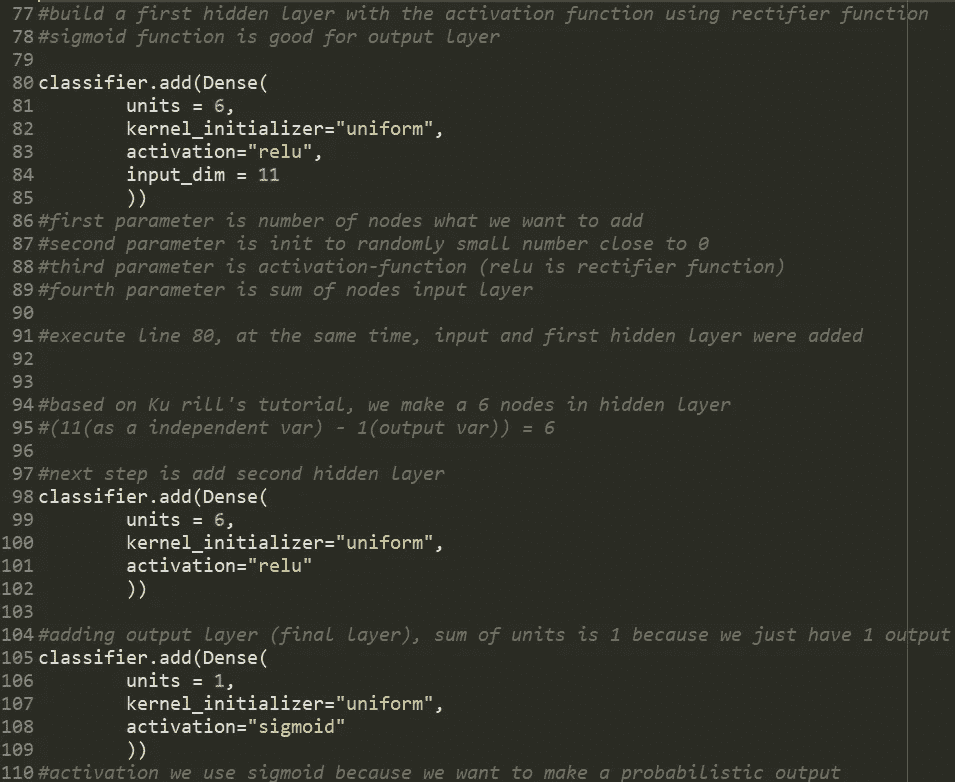 77 #build a first hidden layer with the activation function using rectifier function
78 #sigmoid function is good for output layer
79
80 classifier.add(Dense(
81         units = 6,
82         kernel_initializer="uniform",
83         activation="relu",
84         input_dim = 11
85         ))
86 #first parameter is number of nodes what we want to add
87 #second parameter is init to randomly small number close to 0
88 #third parameter is activation-function (relu is rectifier function)
89 #fourth parameter is sum of nodes input layer
90
91 #execute line 80, at the same time, input and first hidden layer were added
92
93
94 #based on Ku rill's tutorial, we make a 6 nodes in hidden layer
95 #(11(as a independent var) - 1(output var)) = 6
96
97 #next step is add second hidden layer
98 classifier.add(Dense(
99         units = 6,
100         kernel_initializer="uniform",
101         activation="relu"
102         ))
103
104 #adding output layer (final layer), sum of units is 1 because we just have 1 output
105 classifier.add(Dense(
106         units = 1,
107         kernel_initializer="uniform",
108         activation="sigmoid"
109         ))
110 #activation we use sigmoid because we want to make a probabilistic output